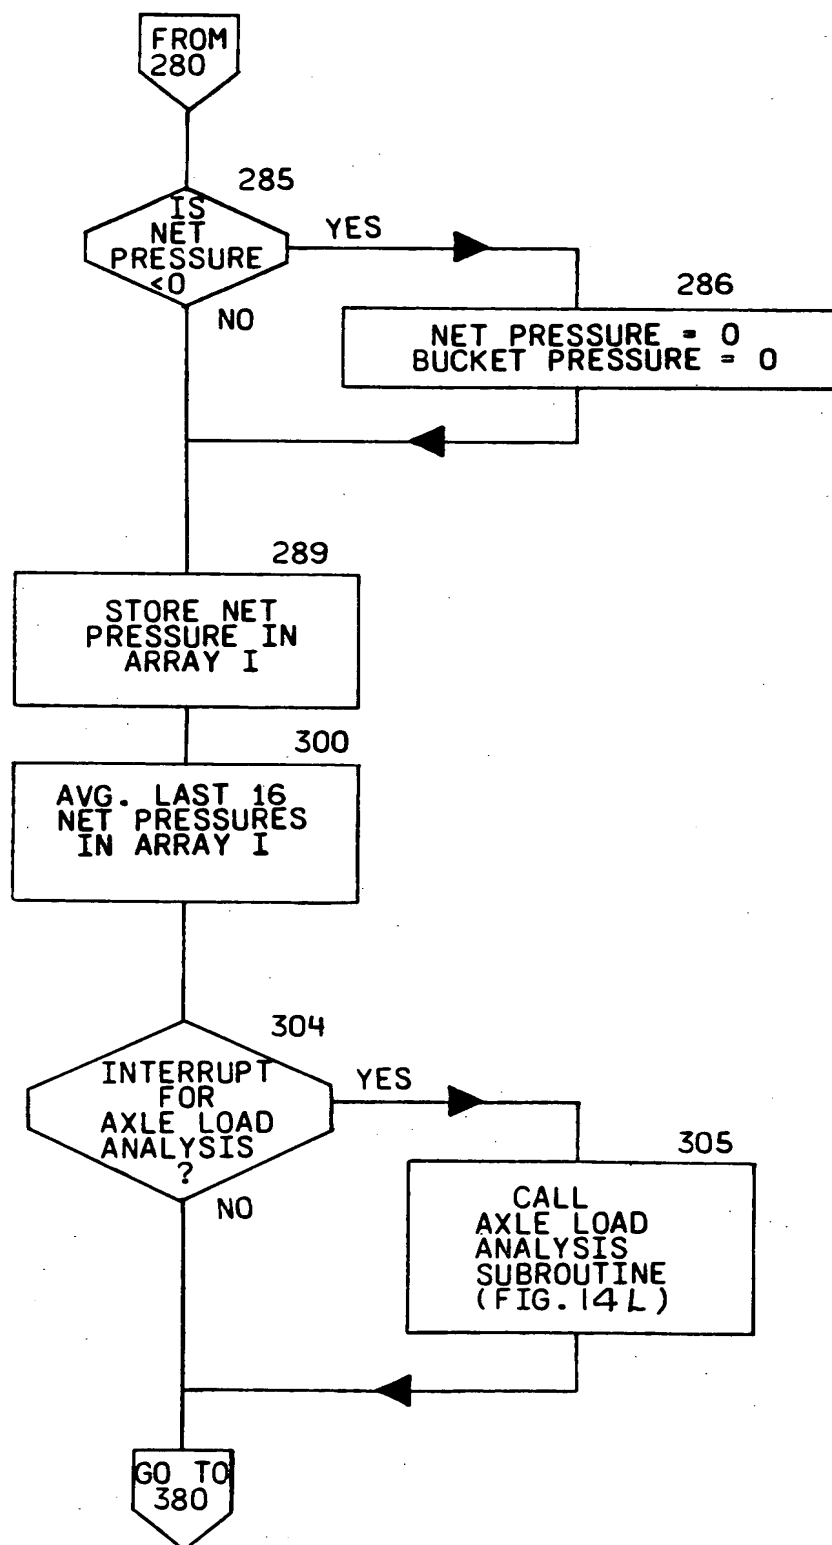 FROM
280
285
IS
NET
PRESSURE
<0
YES
NO
286
NET PRESSURE = 0
BUCKET PRESSURE = 0
289
STORE NET
PRESSURE IN
ARRAY I
300
AVG. LAST 16
NET PRESSURES
IN ARRAY I
304
INTERRUPT
FOR
AXLE LOAD
ANALYSIS
?
YES
NO
305
CALL
AXLE LOAD
ANALYSIS
SUBROUTINE
(FIG.14L)
GO TO
380